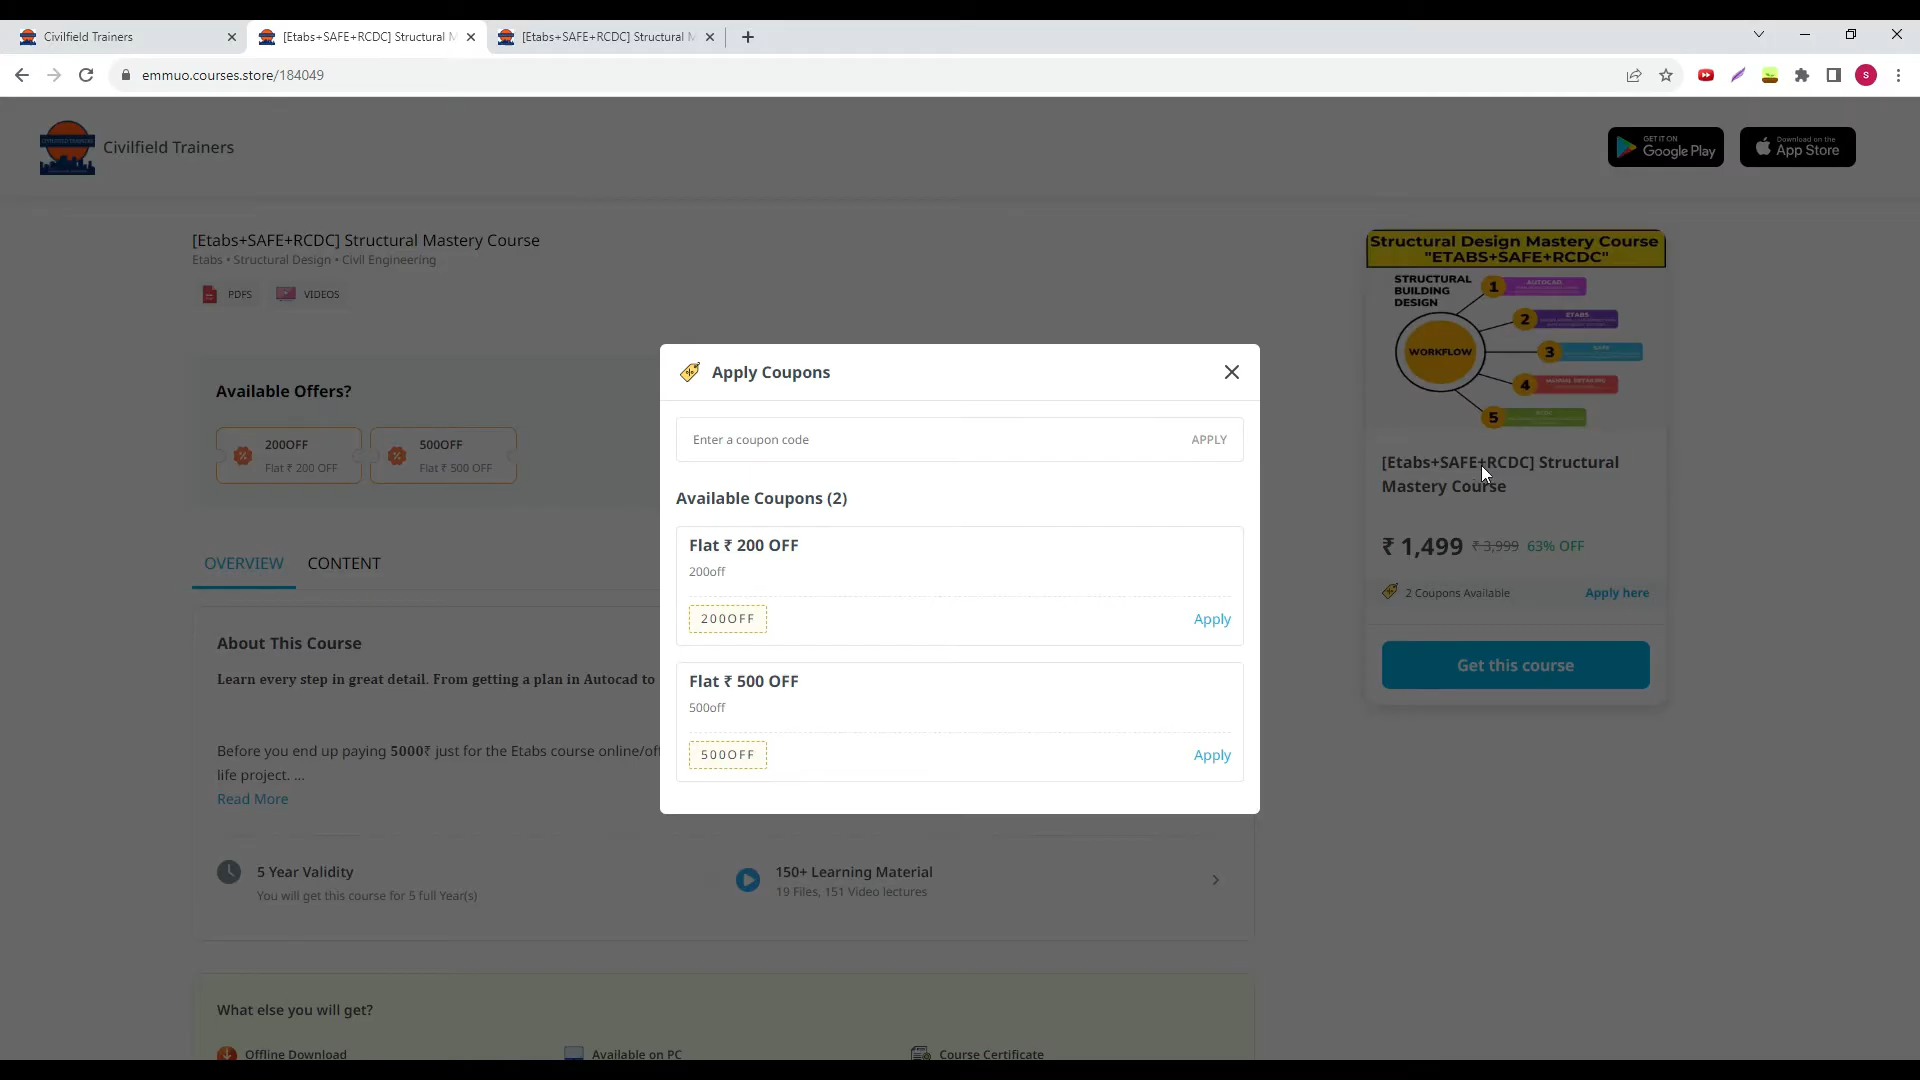 Civilfield Trainers
[Etabs+SAFE+RCDC] Structural M
[Etabs+SAFE+RCDC] Structural M
emmuo.courses.store/184049
S
Civilfield Trainers
GET IT ON
Google Play
Download on the
App Store
[Etabs+SAFE+RCDC] Structural Mastery Course
Etabs • Structural Design • Civil Engineering
PDFS
VIDEOS
Available Offers?
200OFF
Flat ₹ 200 OFF
500OFF
Flat ₹ 500 OFF
OVERVIEW
CONTENT
About This Course
Learn every step in great detail. From getting a plan in Autocad to
Before you end up paying 5000₹ just for the Etabs course online/off
life project. ...
Read More
5 Year Validity
You will get this course for 5 full Year(s)
150+ Learning Material
19 Files, 151 Video lectures
What else you will get?
Offline Download
Available on PC
Course Certificate
Apply Coupons
Enter a coupon code
APPLY
Available Coupons (2)
Flat ₹ 200 OFF
200off
200OFF
Apply
Flat ₹ 500 OFF
500off
500OFF
Apply
Structural Design Mastery Course
"ETABS+SAFE+RCDC"
STRUCTURAL
BUILDING
DESIGN
WORKFLOW
1
AUTOCAD
2
ETABS
3
SAFE
4
MANUAL DETAILING
5
RCDC
[Etabs+SAFE+RCDC] Structural
Mastery Course
₹ 1,499 ₹ 3,999 63% OFF
2 Coupons Available
Apply here
Get this course